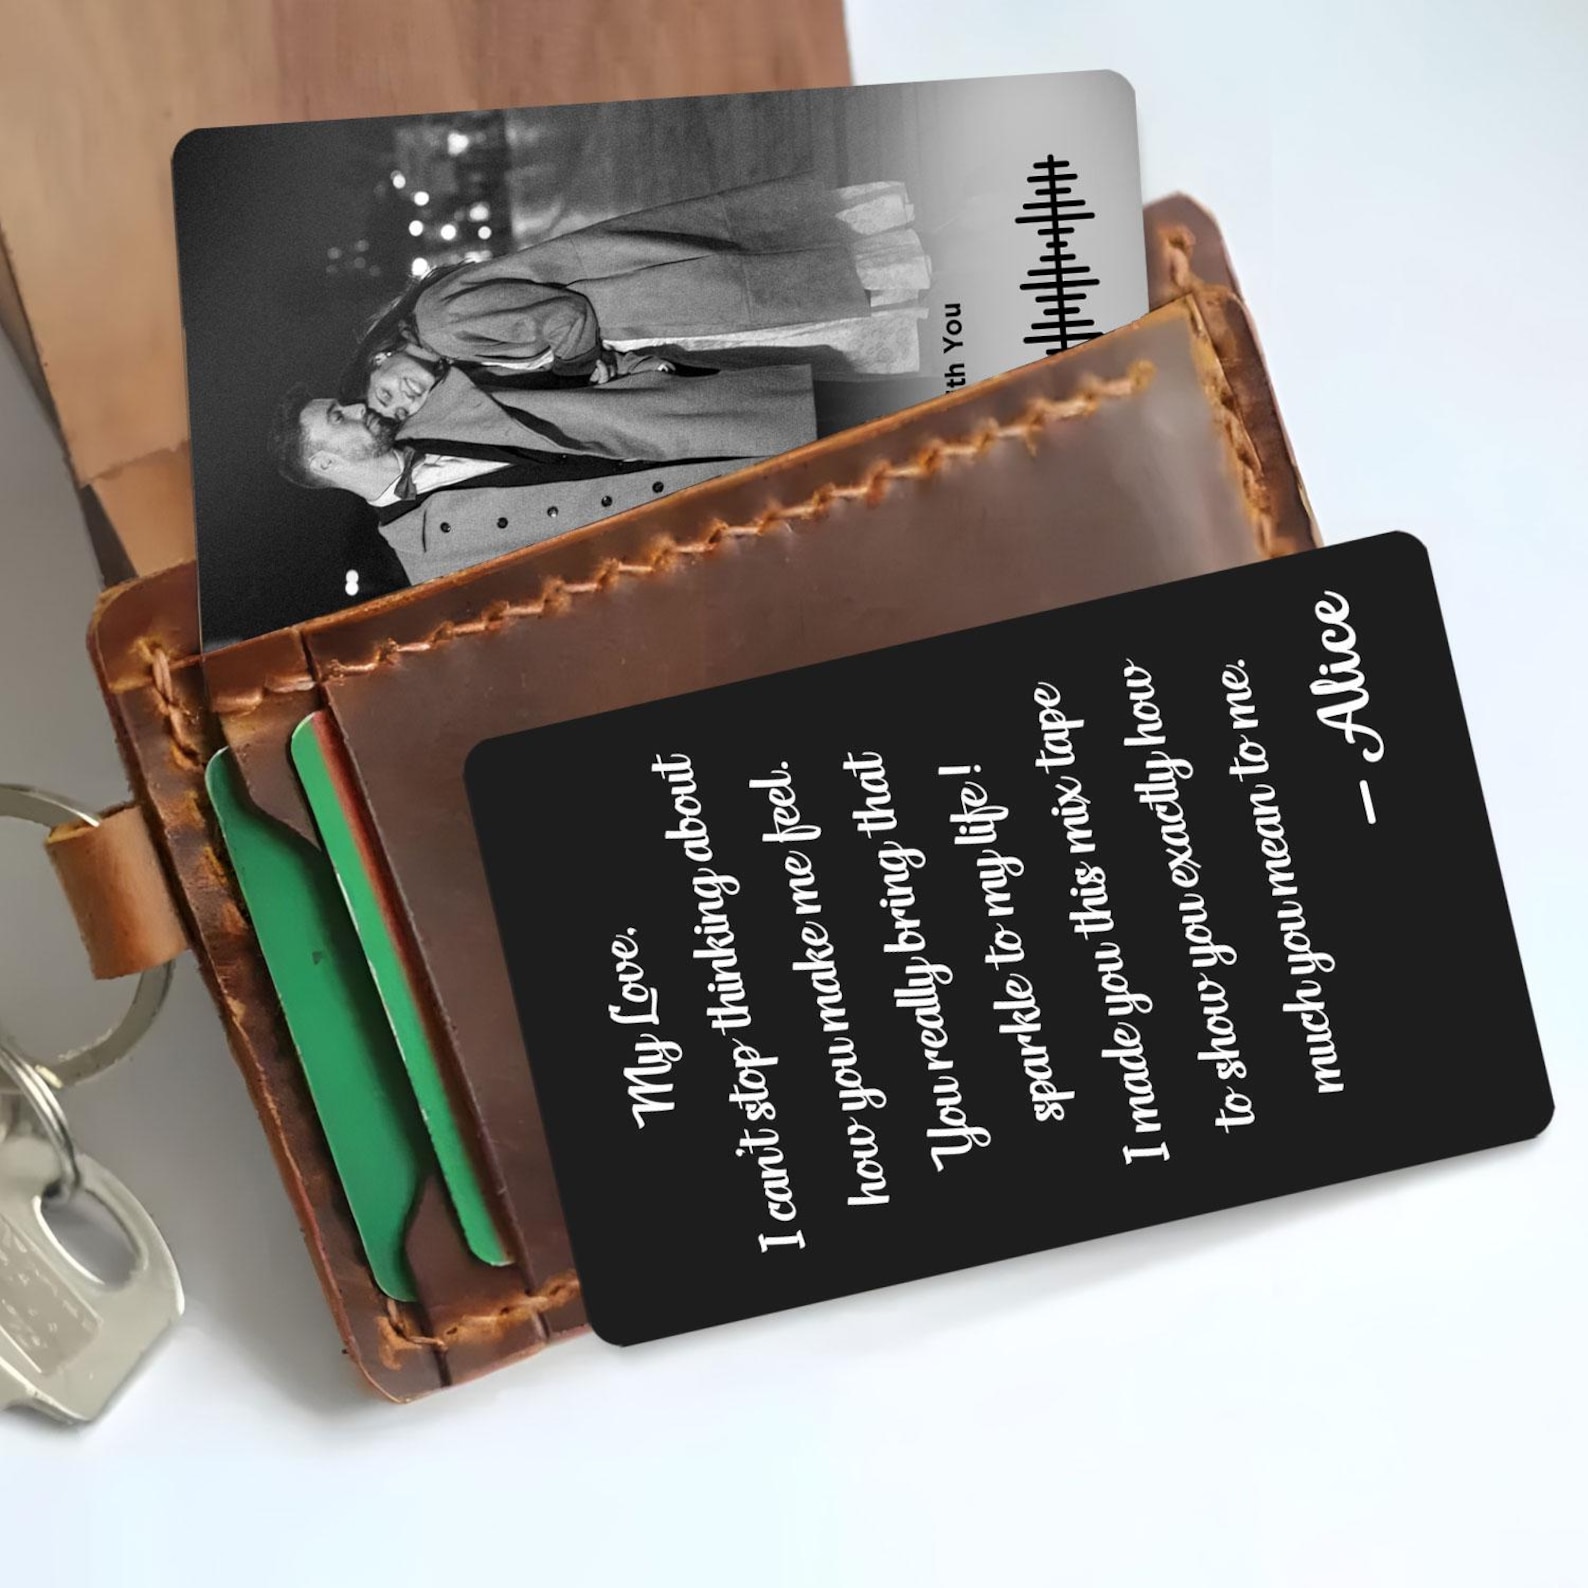 ith You
My Love,
I can't stop thinking about
how you make me feel.
You really bring that
sparkle to my life!
I made you this mix tape
to show you exactly how
much you mean to me.
— Alice